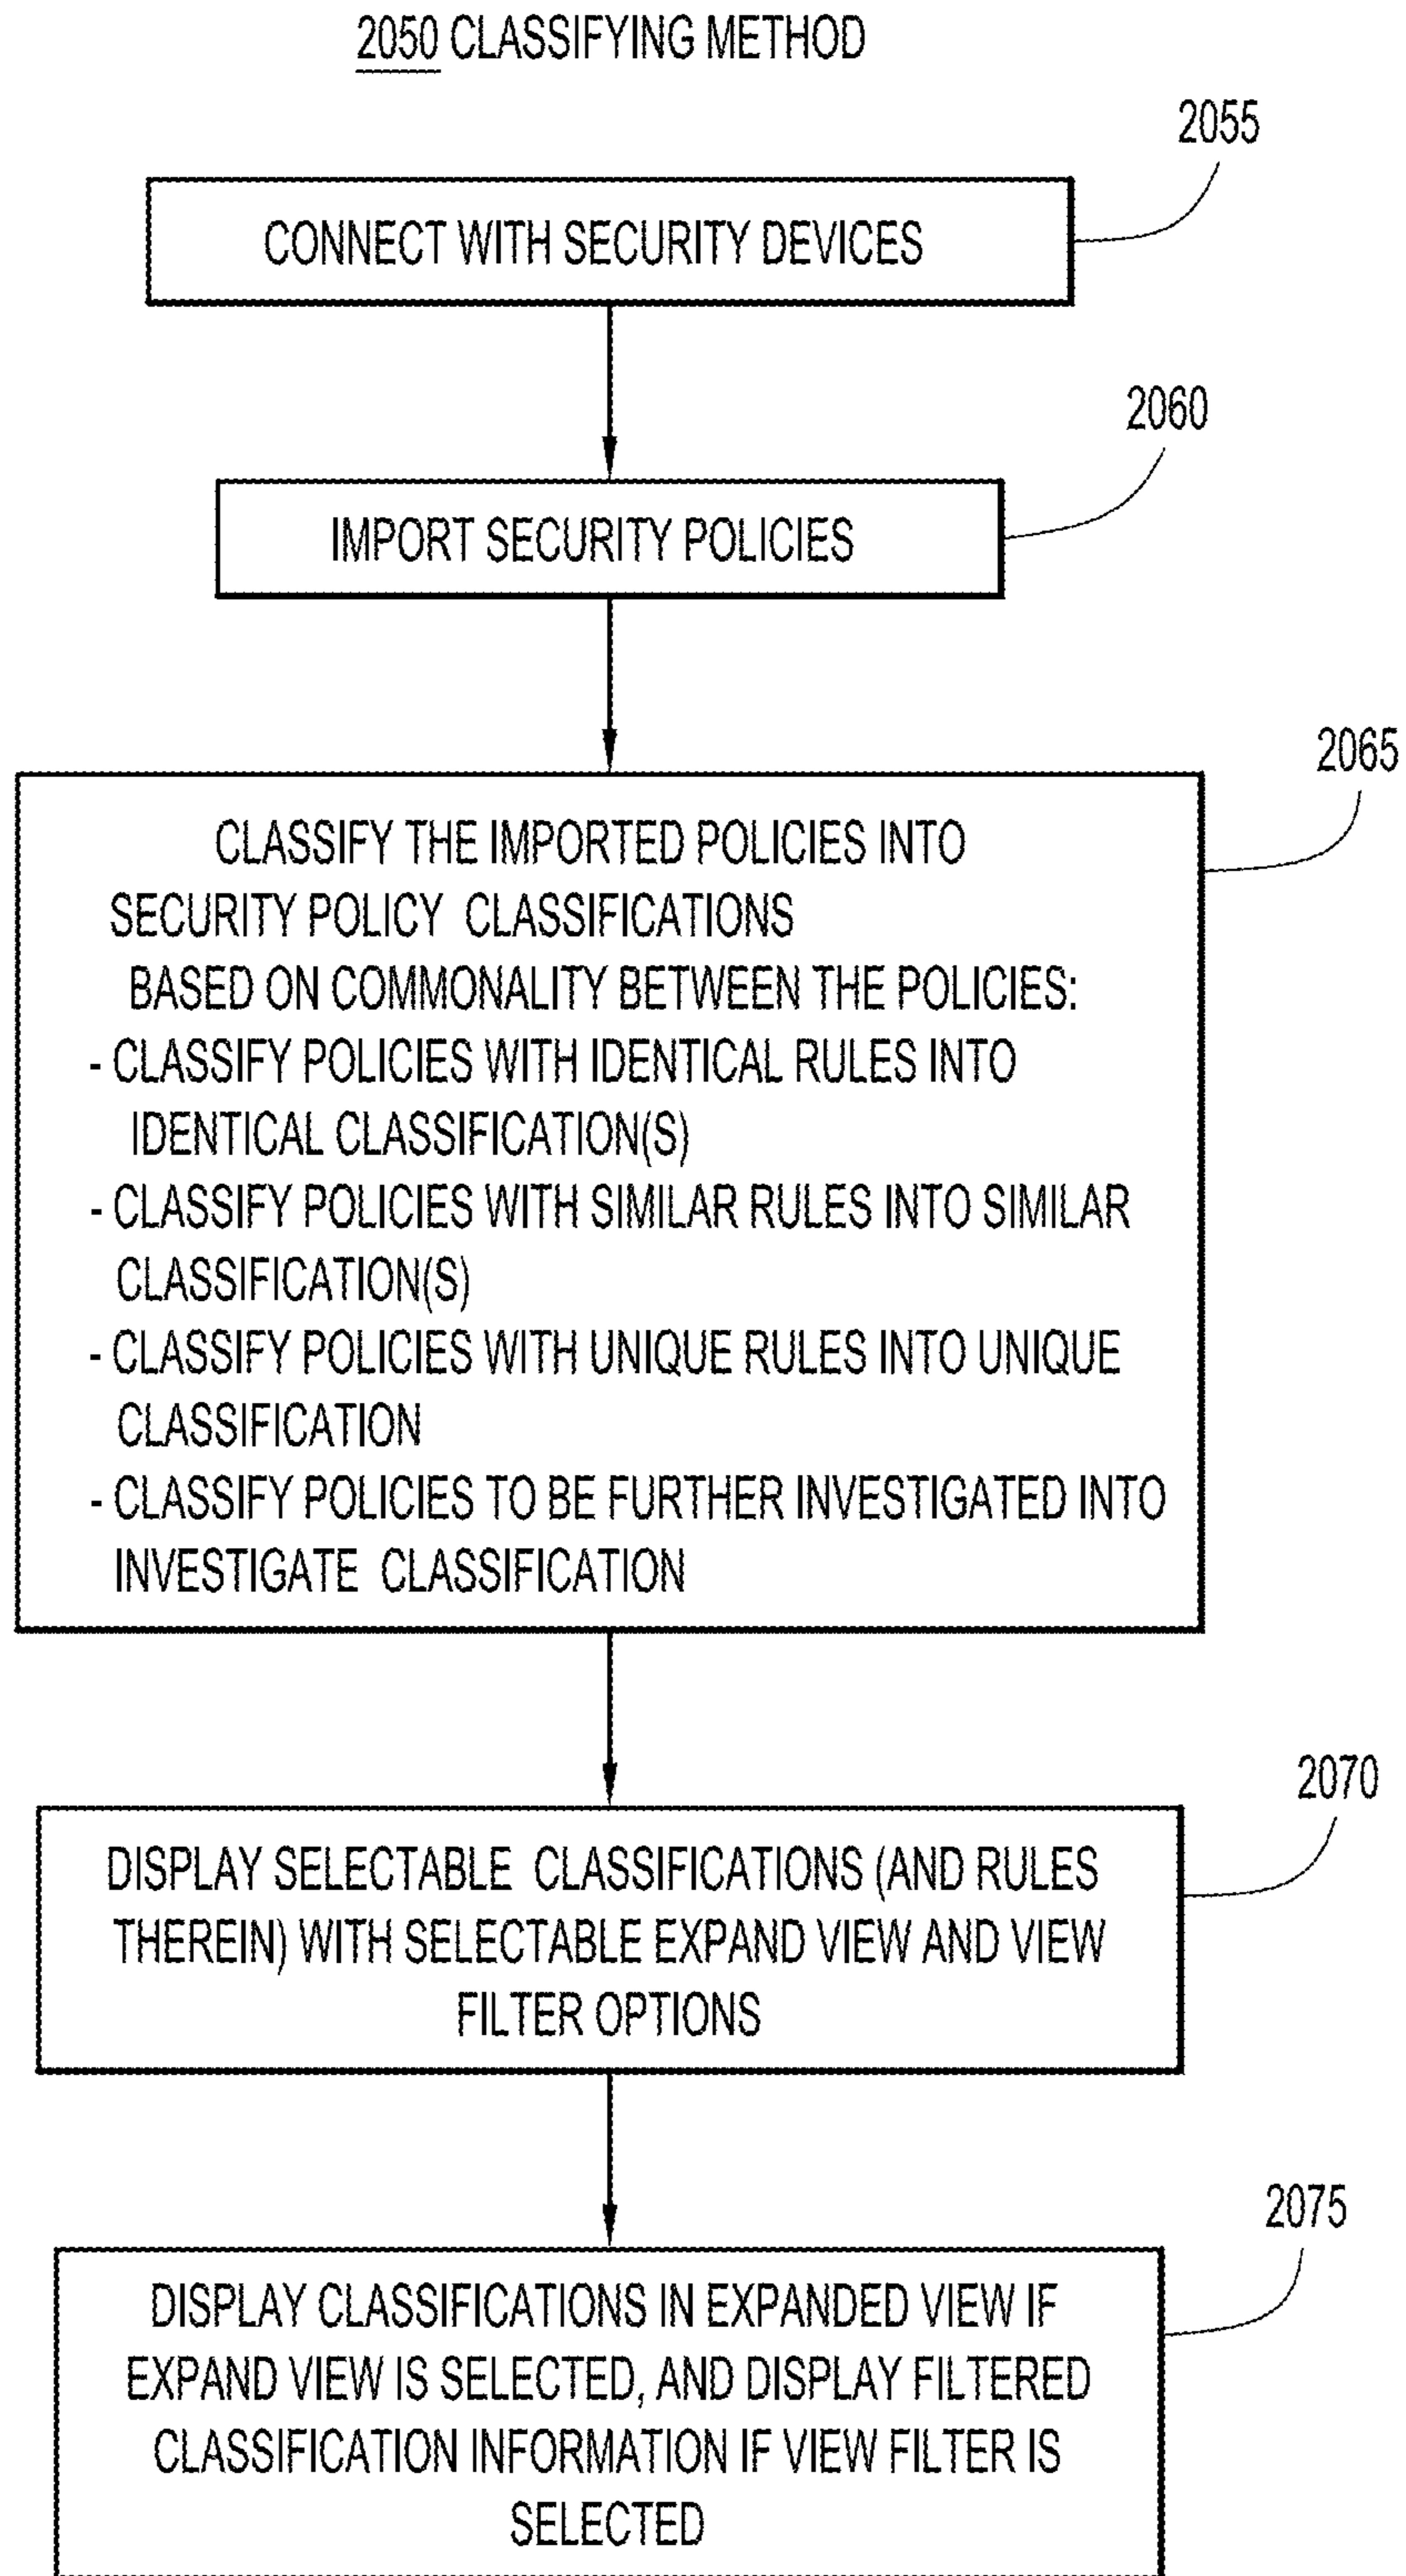 2050 CLASSIFYING METHOD
2055
CONNECT WITH SECURITY DEVICES
2060
IMPORT SECURITY POLICIES
2065
CLASSIFY THE IMPORTED POLICIES INTO
SECURITY POLICY CLASSIFICATIONS
BASED ON COMMONALITY BETWEEN THE POLICIES:
- CLASSIFY POLICIES WITH IDENTICAL RULES INTO
IDENTICAL CLASSIFICATION(S)
- CLASSIFY POLICIES WITH SIMILAR RULES INTO SIMILAR
CLASSIFICATION(S)
- CLASSIFY POLICIES WITH UNIQUE RULES INTO UNIQUE
CLASSIFICATION
- CLASSIFY POLICIES TO BE FURTHER INVESTIGATED INTO
INVESTIGATE CLASSIFICATION
2070
DISPLAY SELECTABLE CLASSIFICATIONS (AND RULES
THEREIN) WITH SELECTABLE EXPAND VIEW AND VIEW
FILTER OPTIONS
2075
DISPLAY CLASSIFICATIONS IN EXPANDED VIEW IF
EXPAND VIEW IS SELECTED, AND DISPLAY FILTERED
CLASSIFICATION INFORMATION IF VIEW FILTER IS
SELECTED